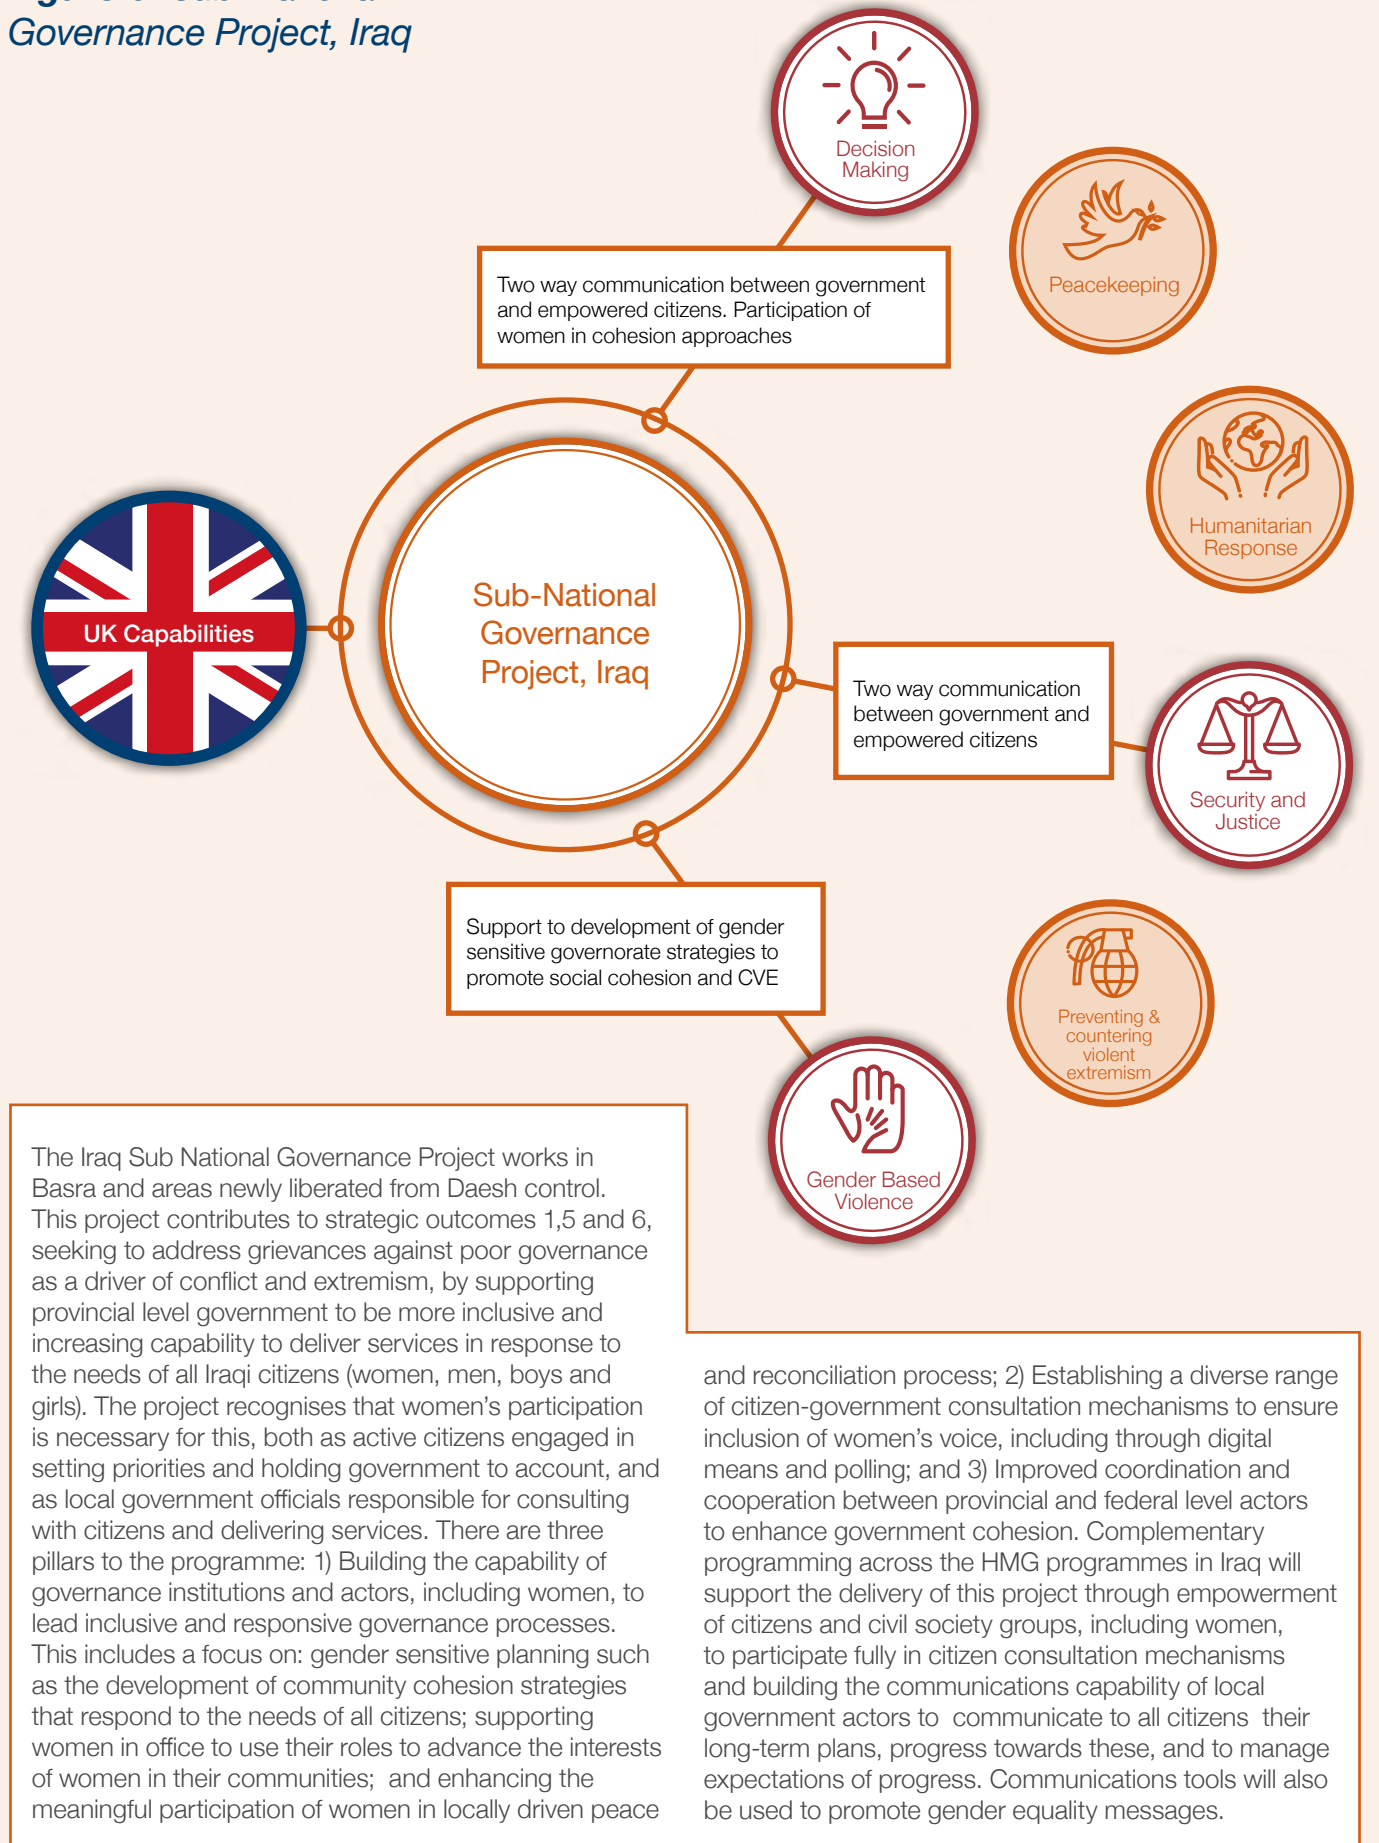 Governance Project, Iraq
Decision
Making
Peacekeeping
Two way communication between government
and empowered citizens. Participation of
women in cohesion approaches
Humanitarian
Response
UK Capabilities
Sub-National
Governance
Project, Iraq
Two way communication
between government and
empowered citizens
Security and
Justice
Support to development of gender
sensitive governorate strategies to
promote social cohesion and CVE
Preventing &
countering
violent
extremism
Gender Based
Violence
The Iraq Sub National Governance Project works in
Basra and areas newly liberated from Daesh control.
This project contributes to strategic outcomes 1,5 and 6,
seeking to address grievances against poor governance
as a driver of conflict and extremism, by supporting
provincial level government to be more inclusive and
increasing capability to deliver services in response to
the needs of all Iraqi citizens (women, men, boys and
girls). The project recognises that women's participation
is necessary for this, both as active citizens engaged in
setting priorities and holding government to account, and
as local government officials responsible for consulting
with citizens and delivering services. There are three
pillars to the programme: 1) Building the capability of
governance institutions and actors, including women, to
lead inclusive and responsive governance processes.
This includes a focus on: gender sensitive planning such
as the development of community cohesion strategies
that respond to the needs of all citizens; supporting
women in office to use their roles to advance the interests
of women in their communities;  and enhancing the
meaningful participation of women in locally driven peace
and reconciliation process; 2) Establishing a diverse range
of citizen-government consultation mechanisms to ensure
inclusion of women's voice, including through digital
means and polling; and 3) Improved coordination and
cooperation between provincial and federal level actors
to enhance government cohesion. Complementary
programming across the HMG programmes in Iraq will
support the delivery of this project through empowerment
of citizens and civil society groups, including women,
to participate fully in citizen consultation mechanisms
and building the communications capability of local
government actors to  communicate to all citizens  their
long-term plans, progress towards these, and to manage
expectations of progress. Communications tools will also
be used to promote gender equality messages.